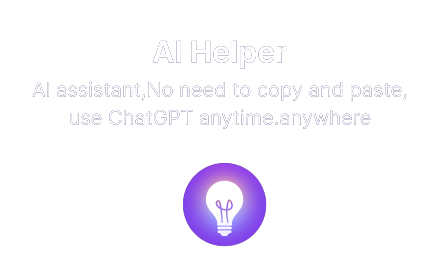 AI Helper
AI assistant,No need to copy and paste,
use ChatGPT anytime.anywhere